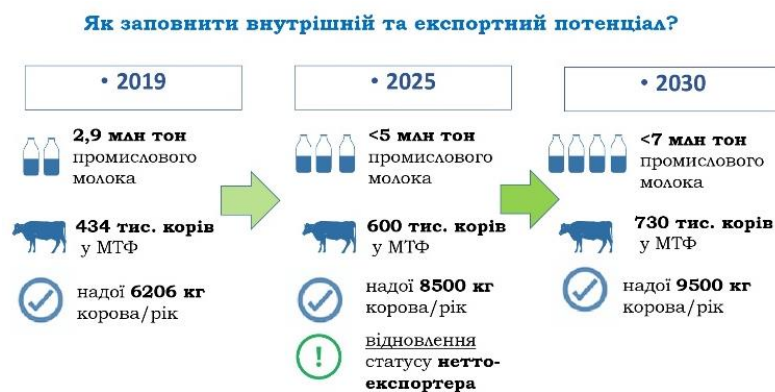 Як заповнити внутрішній та експортний потенціал?
• 2019
2,9 млн тон
промислового
молока
434 тис. корів
у МТФ
надої 6206 кг
корова/рік
• 2025
<5 млн тон
промислового
молока
600 тис. корів
у МТФ
надої 8500 кг
корова/рік
!
відновлення
статусу нетто-
експортера
• 2030
<7 млн тон
промислового
молока
730 тис. корів
у МТФ
надої 9500 кг
корова/рік